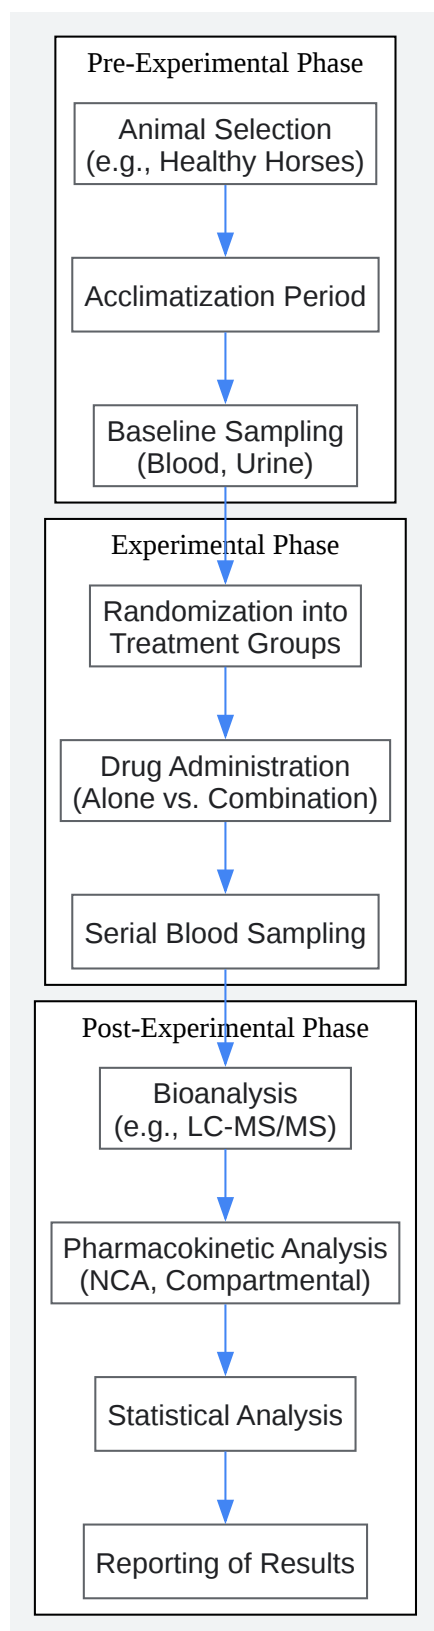 Pre-Experimental Phase
Animal Selection
(e.g., Healthy Horses)
Acclimatization Period
Baseline Sampling
(Blood, Urine)
Experimental Phase
Randomization into
Treatment Groups
Drug Administration
(Alone vs. Combination)
Serial Blood Sampling
Post-Experimental Phase
Bioanalysis
(e.g., LC-MS/MS)
Pharmacokinetic Analysis
(NCA, Compartmental)
Statistical Analysis
Reporting of Results